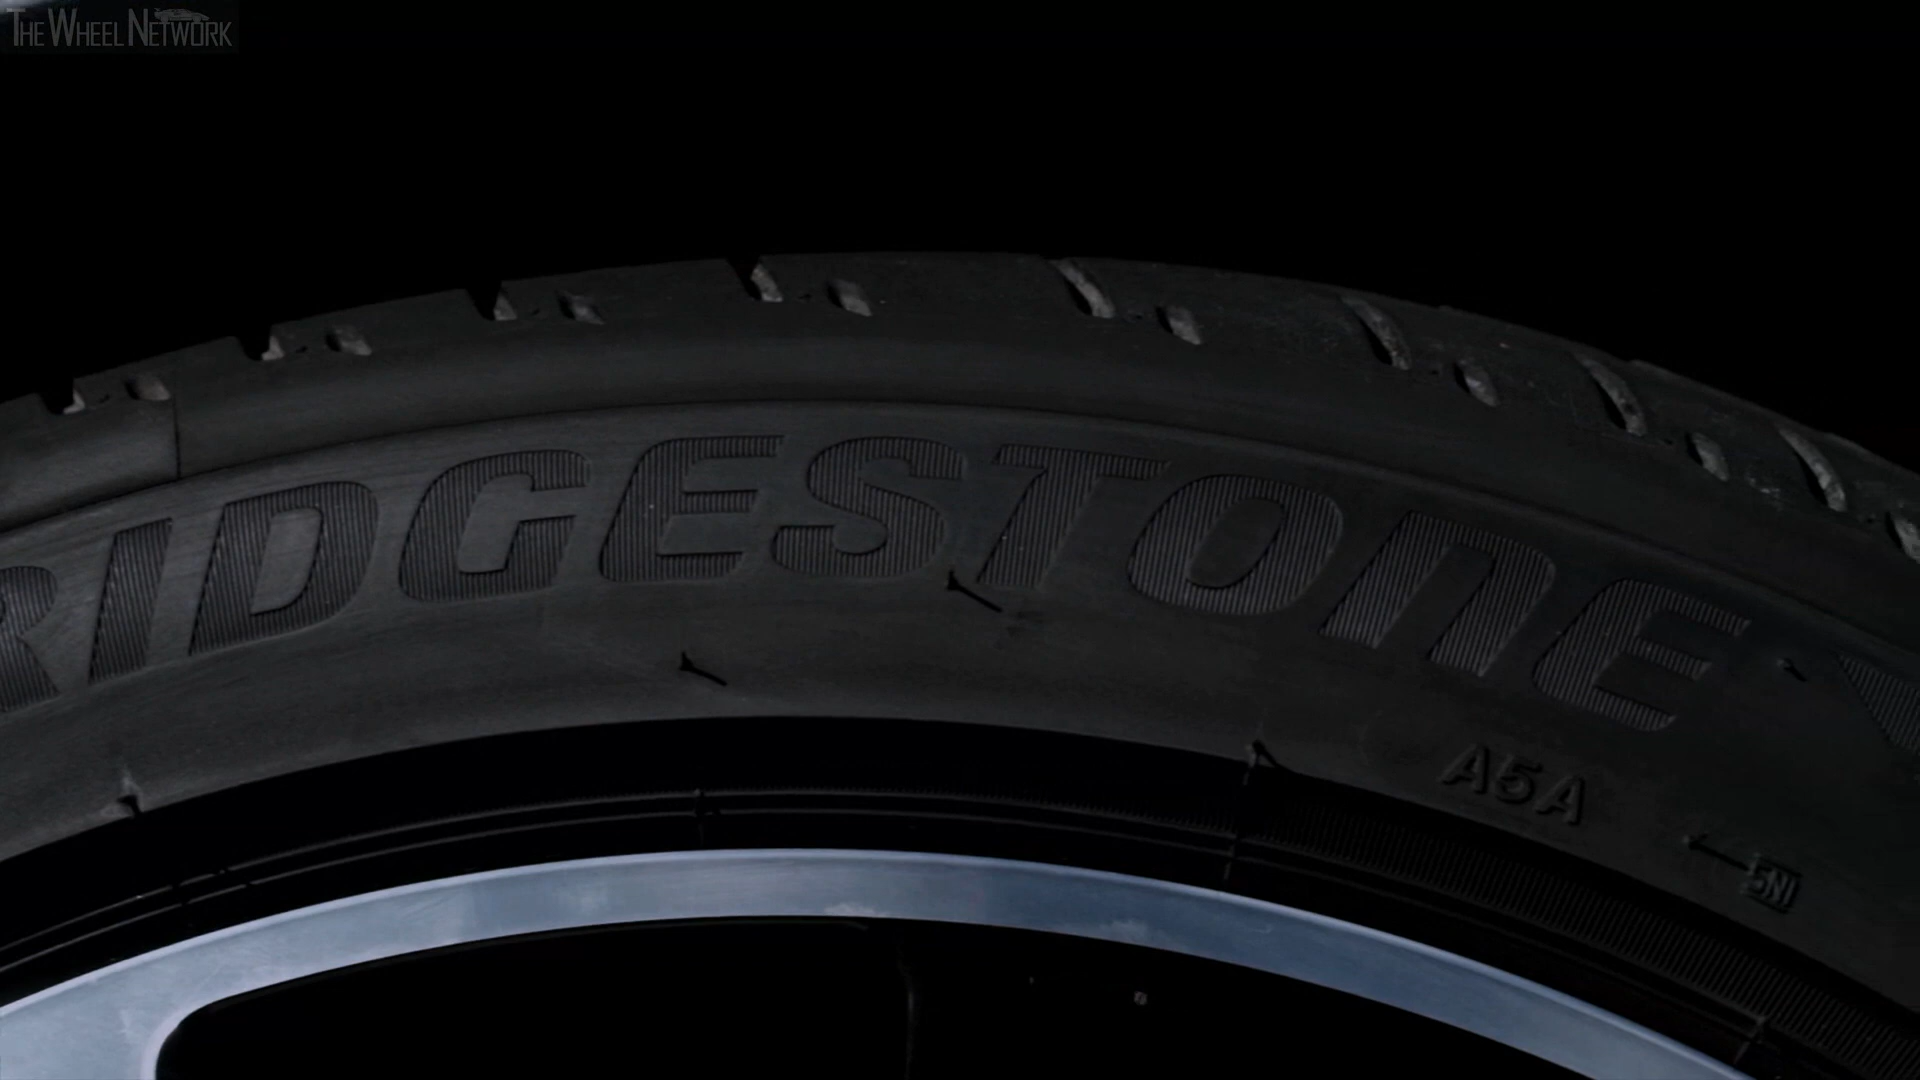 THE WHEEL NETWORK
RIDGESTONE
A5A
5N